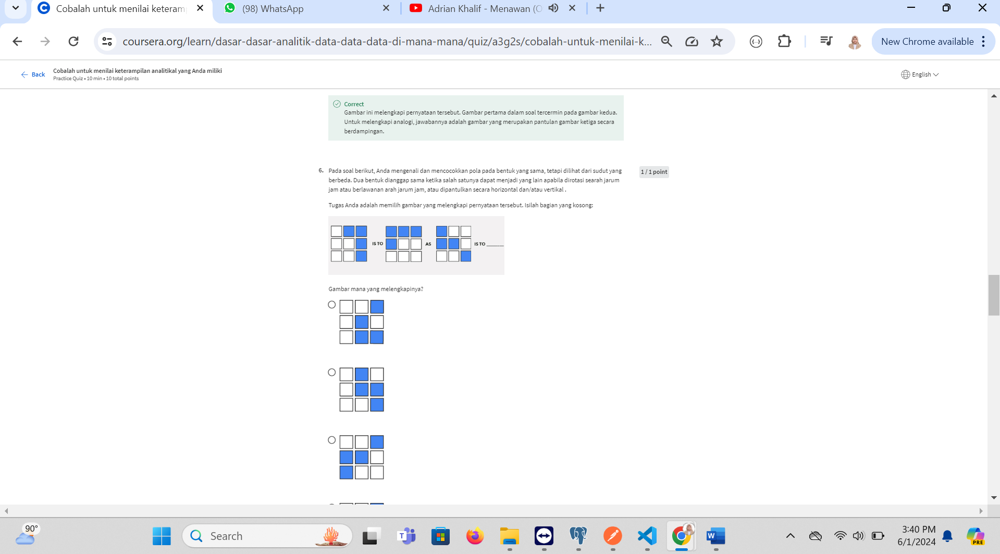 Cobalah untuk menilai keteram
(98) WhatsApp
Adrian Khalif - Menawan (O
coursera.org/learn/dasar-dasar-analitik-data-data-data-di-mana-mana/quiz/a3g2s/cobalah-untuk-menilai-k...
New Chrome available
Back
Cobalah untuk menilai keterampilan analitikal yang Anda miliki
Practice Quiz • 10 min • 10 total points
English
Correct
Gambar ini melengkapi pernyataan tersebut. Gambar pertama dalam soal tercermin pada gambar kedua.
Untuk melengkapi analogi, jawabannya adalah gambar yang merupakan pantulan gambar ketiga secara
berdampingan.
6. Pada soal berikut, Anda mengenali dan mencocokkan pola pada bentuk yang sama, tetapi dilihat dari sudut yang
berbeda. Dua bentuk dianggap sama ketika salah satunya dapat menjadi yang lain apabila dirotasi searah jarum
jam atau berlawanan arah jarum jam, atau dipantulkan secara horizontal dan/atau vertikal .
1 / 1 point
Tugas Anda adalah memilih gambar yang melengkapi pernyataan tersebut. Isilah bagian yang kosong:
IS TO AS IS TO ______
Gambar mana yang melengkapinya?
90°
Search
T
W
3:40 PM
6/1/2024
PRE